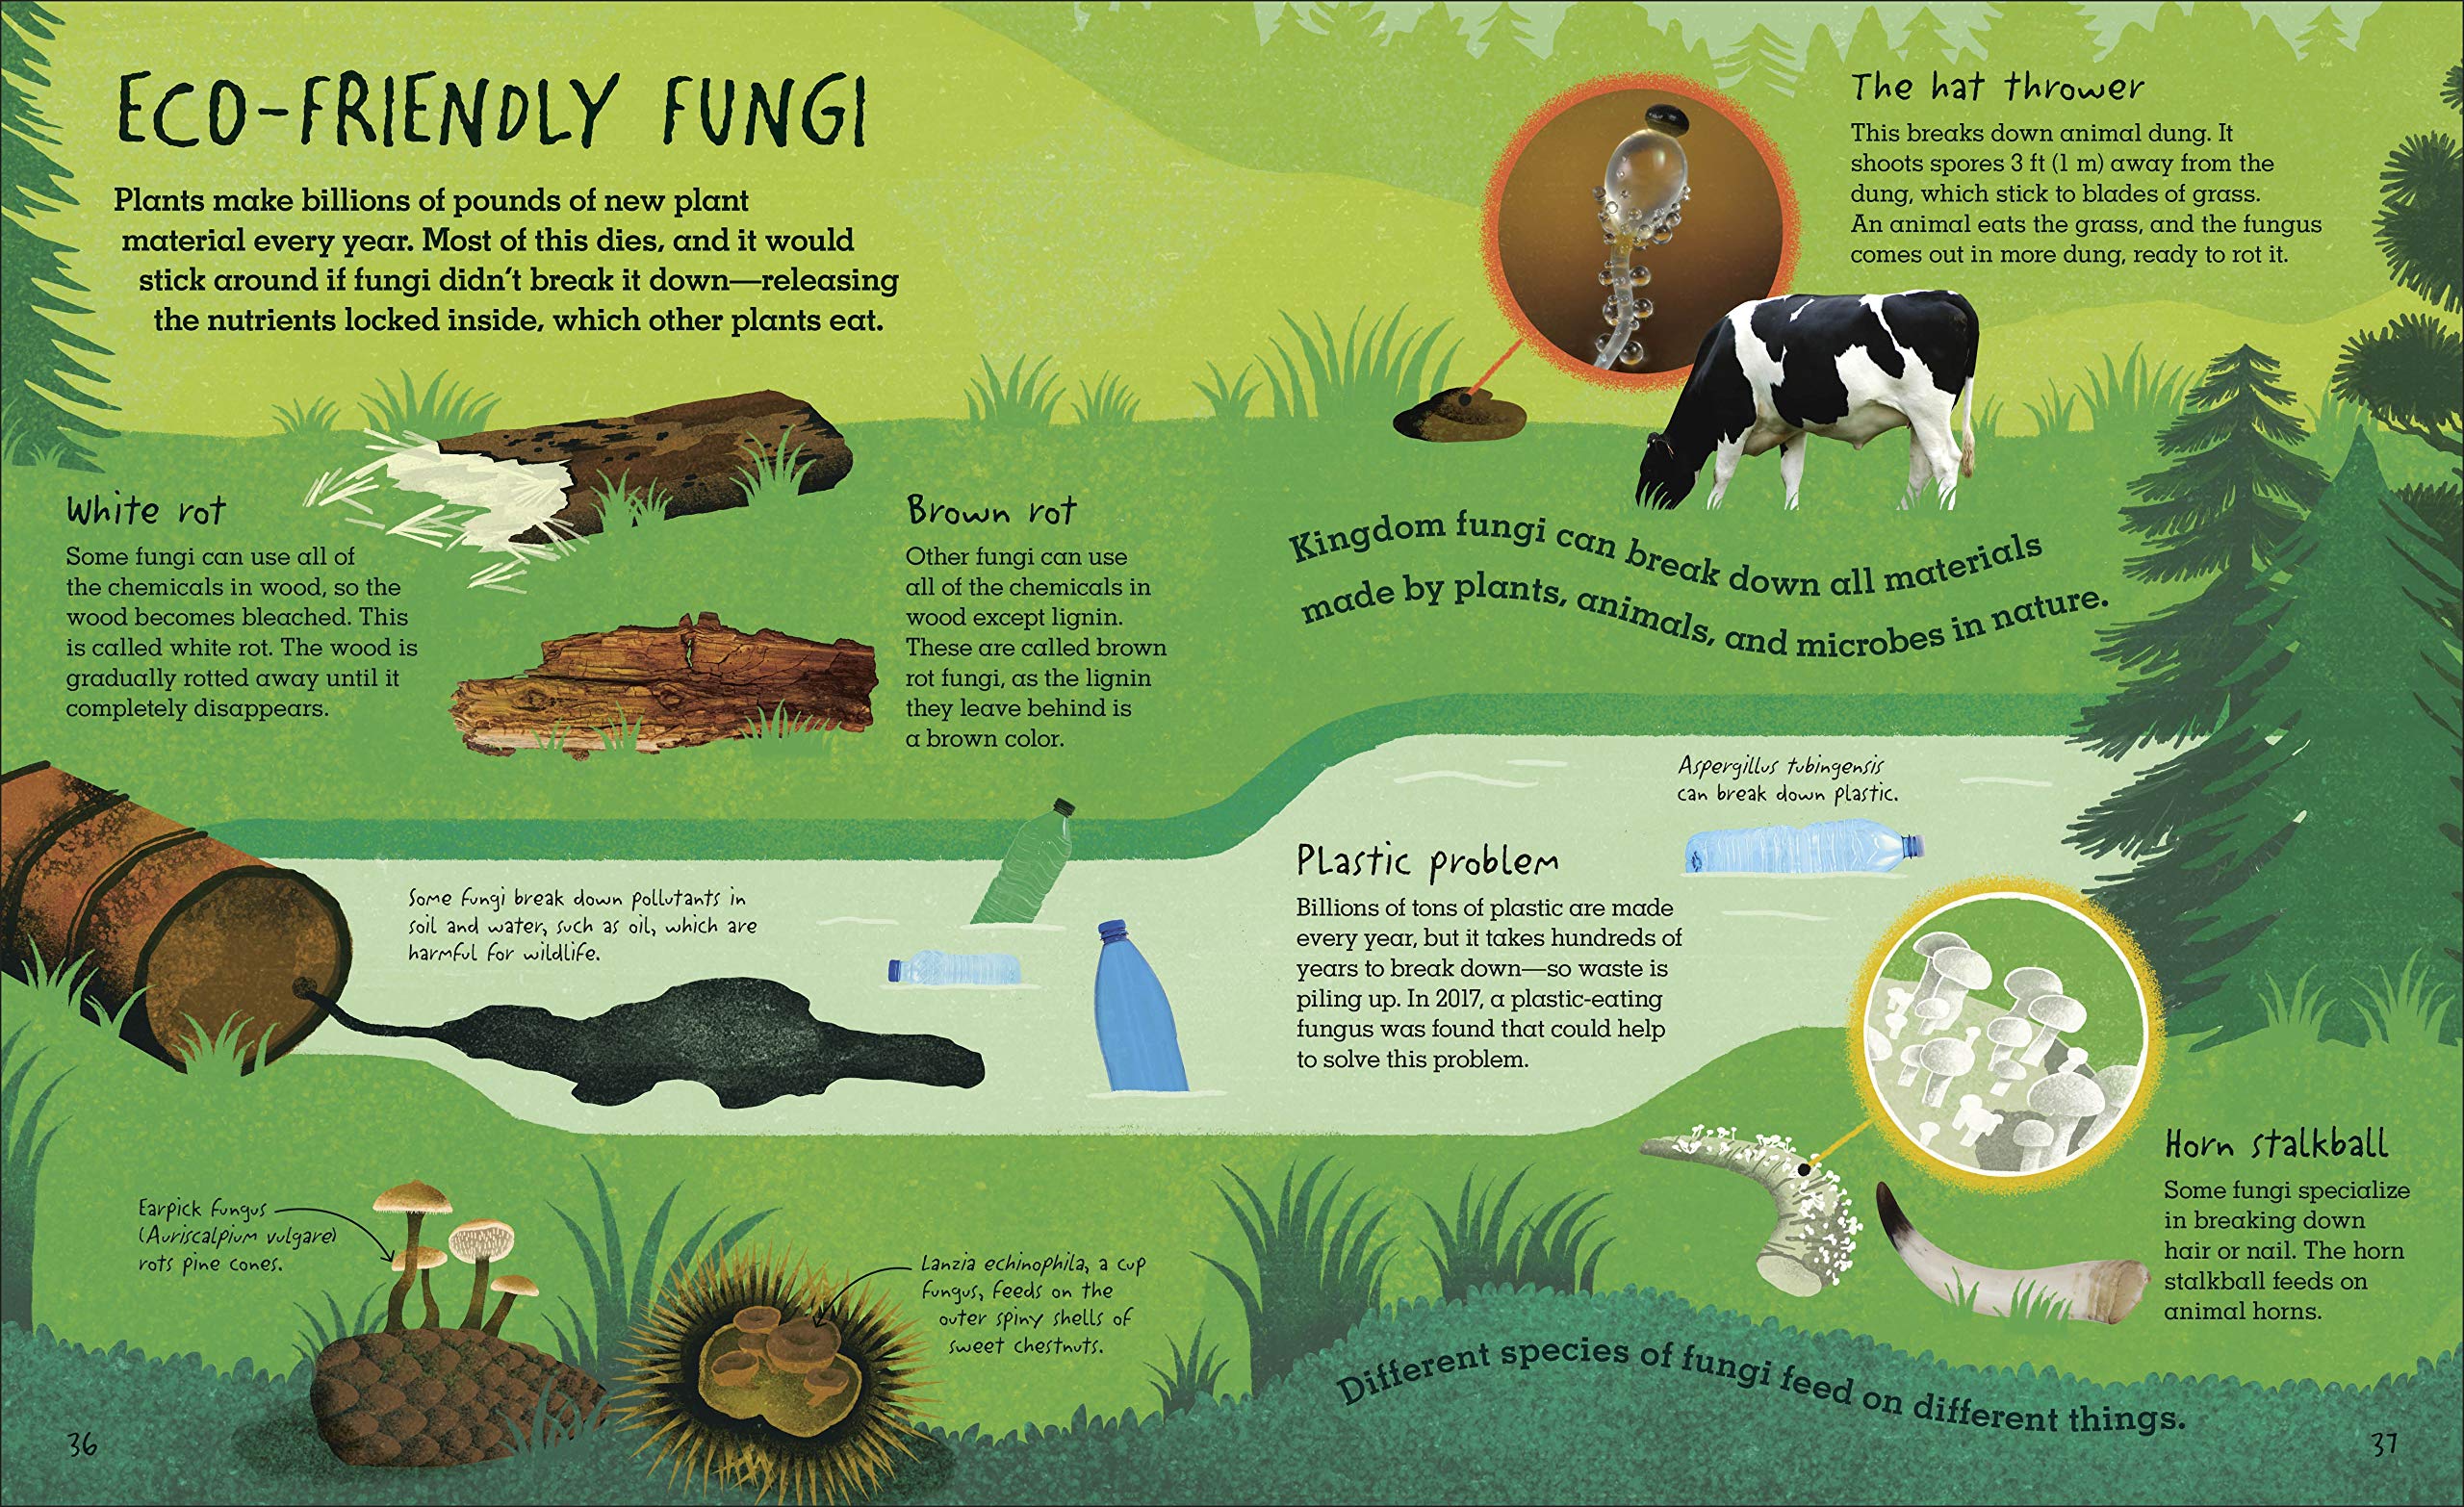 ECO-FRIENDLY FUNGI
Plants make billions of pounds of new plant
material every year. Most of this dies, and it would
stick around if fungi didn't break it down—releasing
the nutrients locked inside, which other plants eat.
White rot
Some fungi can use all of
the chemicals in wood, so the
wood becomes bleached. This
is called white rot. The wood is
gradually rotted away until it
completely disappears.
Brown rot
Other fungi can use
all of the chemicals in
wood except lignin.
These are called brown
rot fungi, as the lignin
they leave behind is
a brown color.
Some fungi break down pollutants in
soil and water, such as oil, which are
harmful for wildlife.
Earpick fungus
(Auriscalpium vulgare)
rots pine cones.
Lanzia echinophila, a cup
fungus, feeds on the
outer spiny shells of
sweet chestnuts.
36
The hat thrower
This breaks down animal dung. It
shoots spores 3 ft (1 m) away from the
dung, which stick to blades of grass.
An animal eats the grass, and the fungus
comes out in more dung, ready to rot it.
Kingdom fungi can break down all materials
made by plants, animals, and microbes in nature.
Aspergillus tubingensis
can break down plastic.
Plastic problem
Billions of tons of plastic are made
every year, but it takes hundreds of
years to break down—so waste is
piling up. In 2017, a plastic-eating
fungus was found that could help
to solve this problem.
Horn stalkball
Some fungi specialize
in breaking down
hair or nail. The horn
stalkball feeds on
animal horns.
Different species of fungi feed on different things.
37